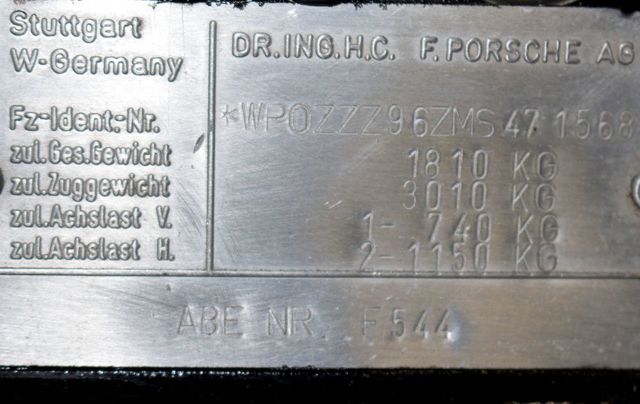 Stuttgart
W-Germany
DR.ING.H.C. F.PORSCHE AG
Fz-Ident.-Nr. *WP0ZZZ96ZMS471568
zul.Ges.Gewicht 1810 KG
zul.Zuggewicht 3010 KG
zul.Achslast V. 1- 740 KG
zul.Achslast H. 2-1150 KG
ABE NR. F544